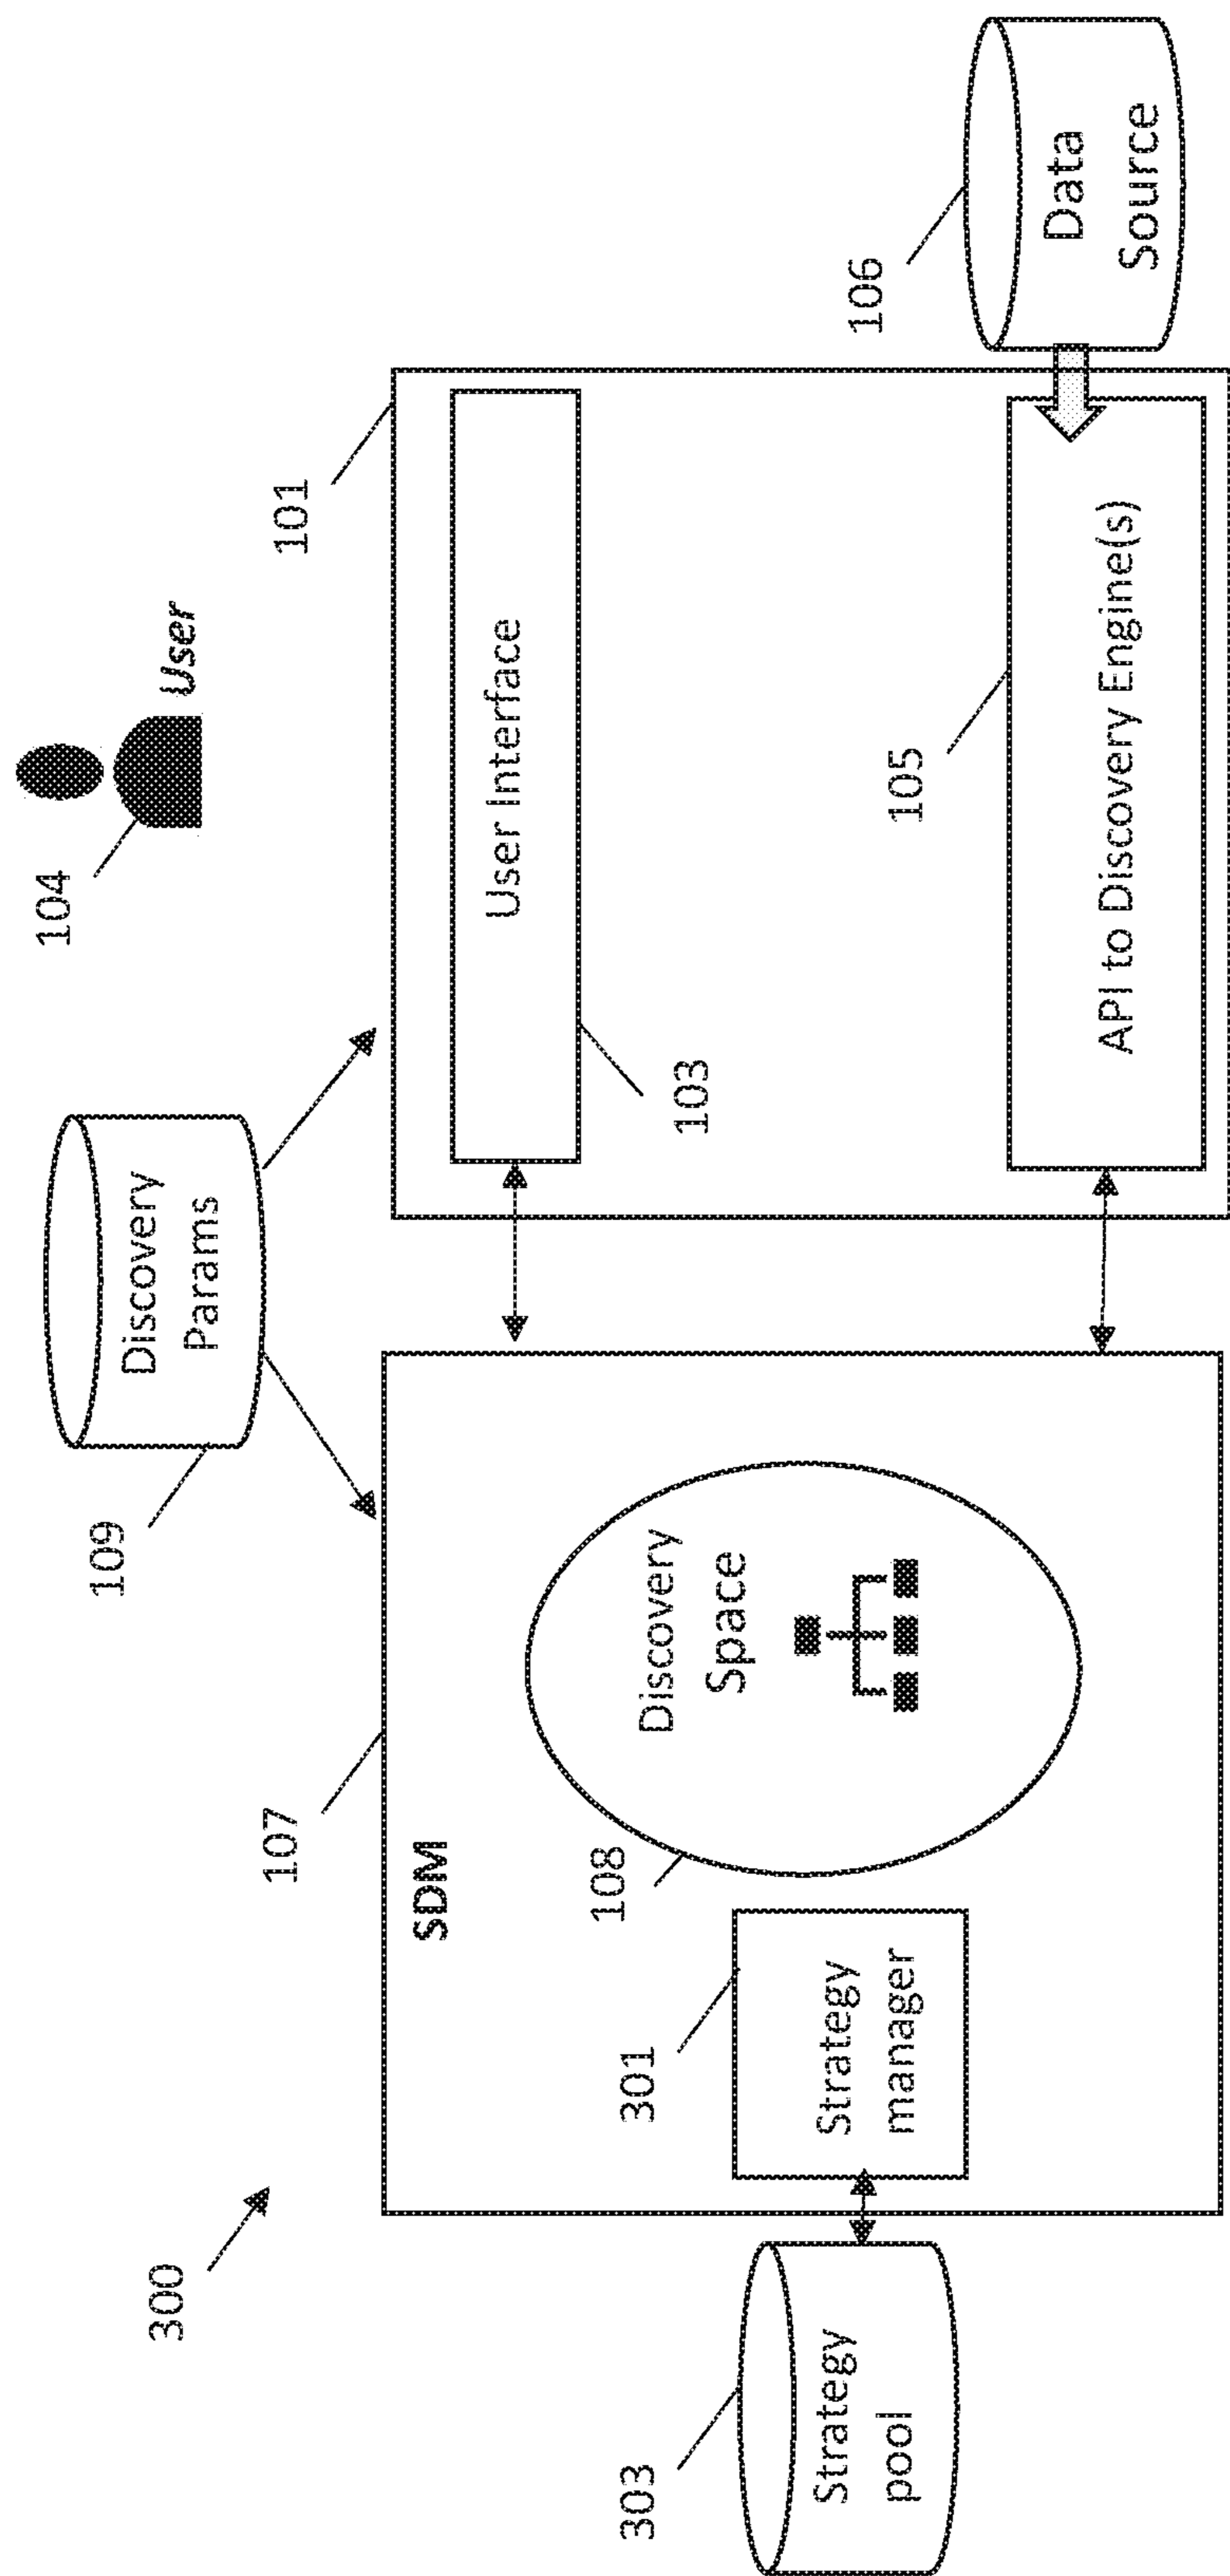 300
109
Discovery
Params
104
User
107
101
SDM
303
Strategy
pool
301
Strategy
manager
108
Discovery
Space
User Interface
103
105
API to Discovery Engine(s)
106
Data
Source